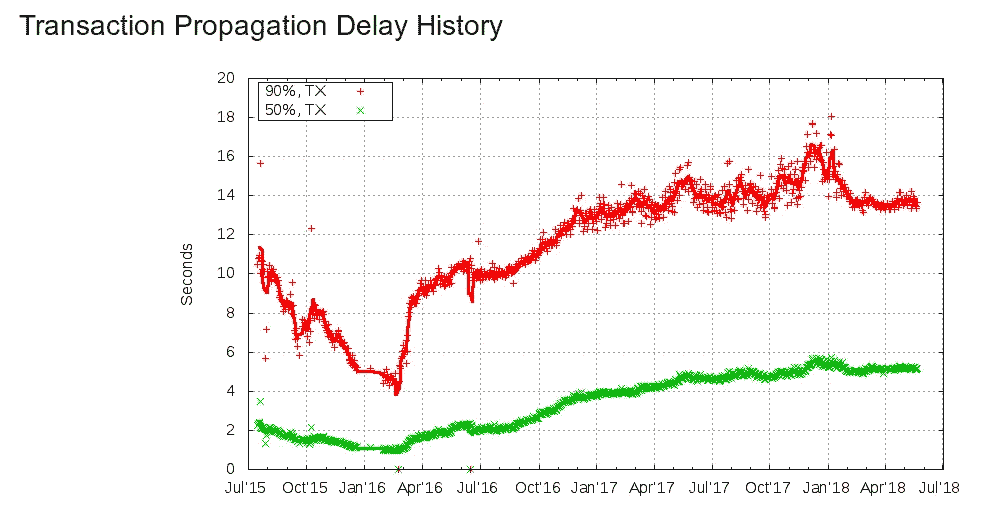 Transaction Propagation Delay History
20
90%, TX
50%, TX
18
16
14
12
10
8
6
4
2
0
Seconds
Jul'15 Oct'15 Jan'16 Apr'16 Jul'16 Oct'16 Jan'17 Apr'17 Jul'17 Oct'17 Jan'18 Apr'18 Jul'18